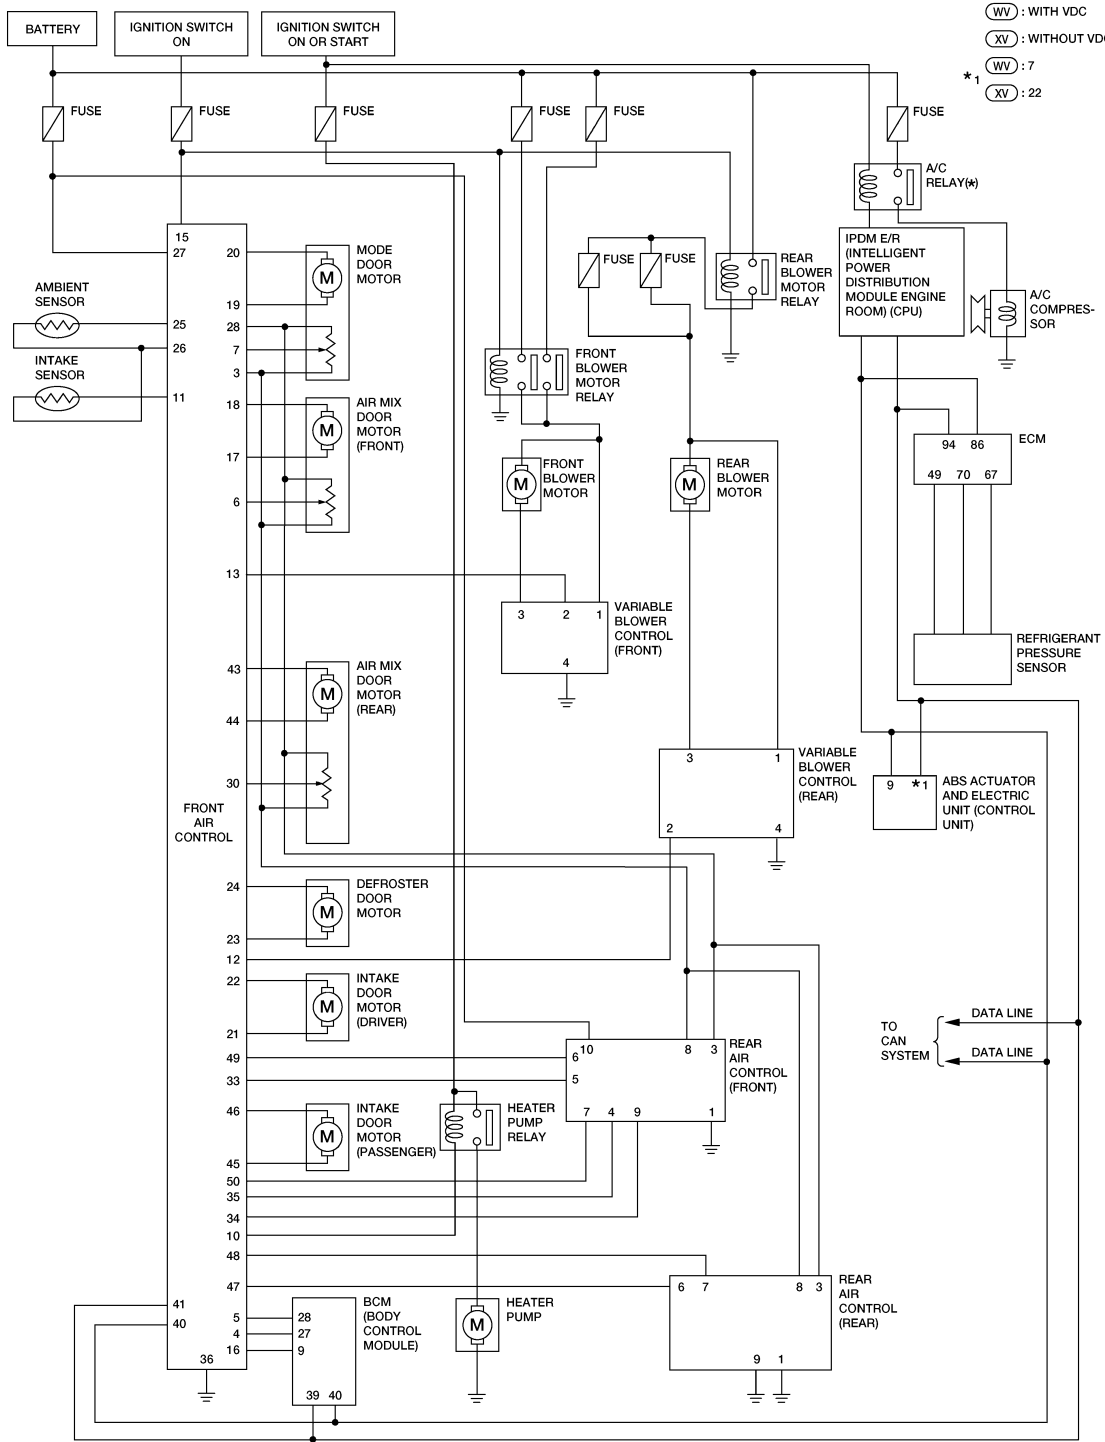 BATTERY
IGNITION SWITCH
ON
IGNITION SWITCH
ON OR START
WV : WITH VDC
XV : WITHOUT VDC
*1
WV : 7
XV : 22
FUSE
FUSE
FUSE
FUSE
FUSE
FUSE
A/C
RELAY(*)
15
27
20
MODE
DOOR
MOTOR
M
19
AMBIENT
SENSOR
25
26
28
7
3
INTAKE
SENSOR
11
18
AIR MIX
DOOR
MOTOR
(FRONT)
M
17
6
FUSE
FUSE
REAR
BLOWER
MOTOR
RELAY
IPDM E/R
(INTELLIGENT
POWER
DISTRIBUTION
MODULE ENGINE
ROOM) (CPU)
A/C
COMPRES-
SOR
FRONT
BLOWER
MOTOR
RELAY
FRONT
BLOWER
MOTOR
M
REAR
BLOWER
MOTOR
M
94 86
ECM
49 70 67
13
3 2 1
VARIABLE
BLOWER
CONTROL
(FRONT)
4
REFRIGERANT
PRESSURE
SENSOR
43
AIR MIX
DOOR
MOTOR
(REAR)
M
44
30
FRONT
AIR
CONTROL
3 1
VARIABLE
BLOWER
CONTROL
(REAR)
2 4
9 *1
ABS ACTUATOR
AND ELECTRIC
UNIT (CONTROL
UNIT)
24
DEFROSTER
DOOR
MOTOR
M
23
12
22
INTAKE
DOOR
MOTOR
(DRIVER)
M
21
49
33
10 8 3
6
5
REAR
AIR
CONTROL
(FRONT)
7 4 9 1
TO
CAN
SYSTEM
DATA LINE
DATA LINE
46
INTAKE
DOOR
MOTOR
(PASSENGER)
M
45
HEATER
PUMP
RELAY
50
35
34
10
48
47
6 7 8 3
REAR
AIR
CONTROL
(REAR)
9 1
41
40
5
4
16
36
28
27
9
BCM
(BODY
CONTROL
MODULE)
39 40
HEATER
PUMP
M